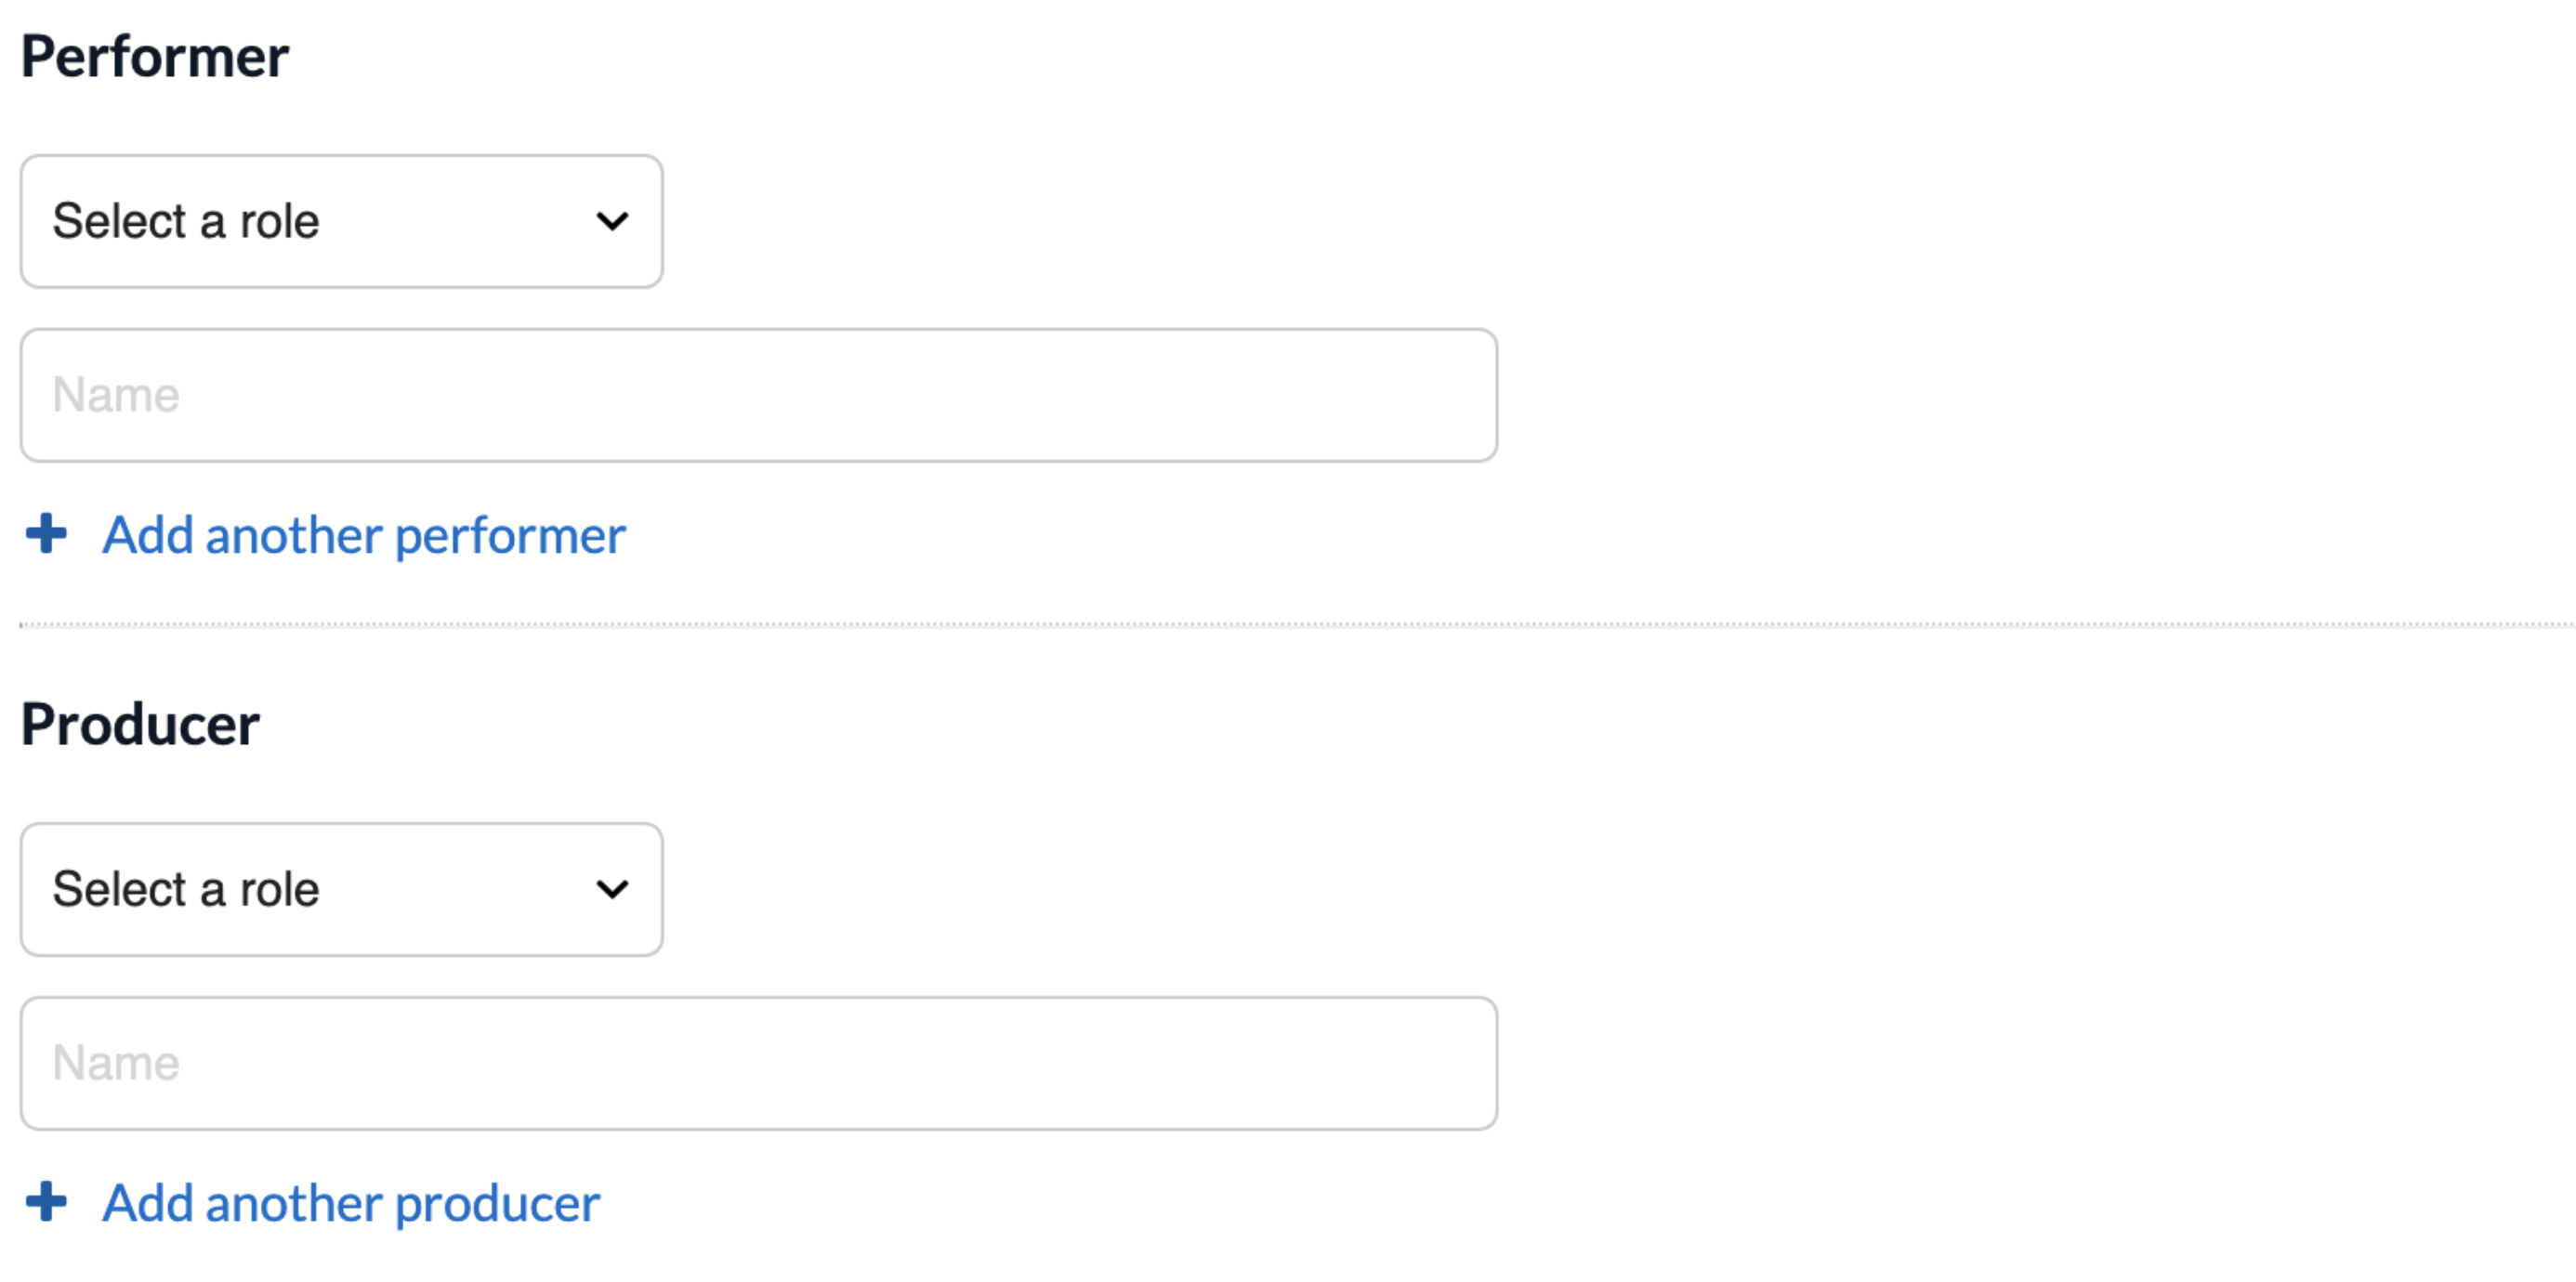 Performer
Select a role
Name
Add another performer
Producer
Select a role
Name
Add another producer